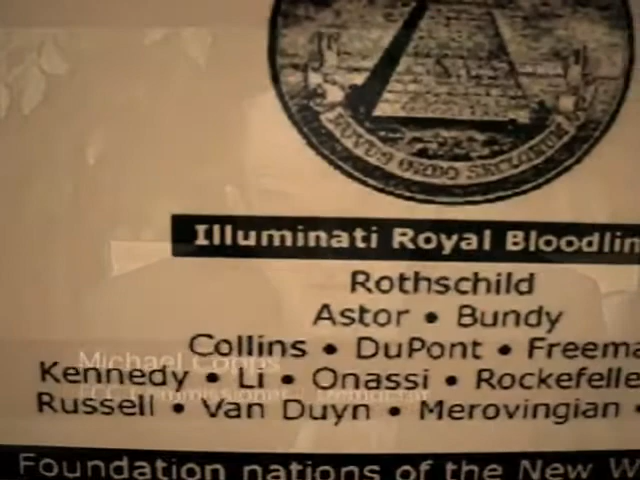 NOVUS ORDO SECLORUM
Illuminati Royal Bloodlin
Rothschild
Astor • Bundy
Collins • DuPont • Freema
Michael Copps
Kennedy • Li • Onassi • Rockefelle
Russell • Van Duyn • Merovingian •
Foundation nations of the New W